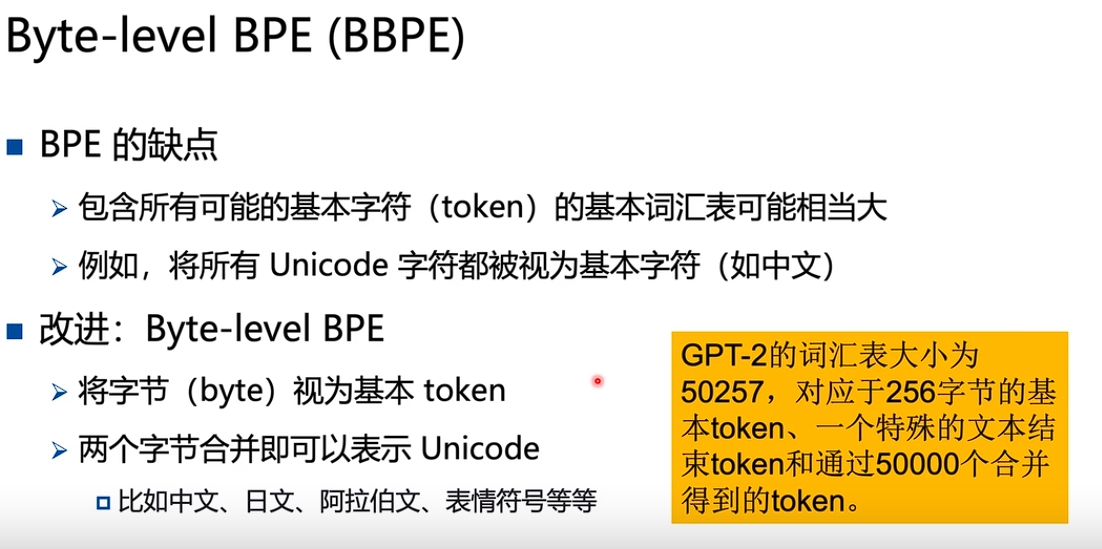 Byte-level BPE (BBPE)
BPE 的缺点
包含所有可能的基本字符（token）的基本词汇表可能相当大
例如，将所有 Unicode 字符都被视为基本字符（如中文）
改进：Byte-level BPE
将字节（byte）视为基本 token
两个字节合并即可以表示 Unicode
比如中文、日文、阿拉伯文、表情符号等等
GPT-2的词汇表大小为
50257，对应于256字节的基
本token、一个特殊的文本结
束token和通过50000个合并
得到的token。